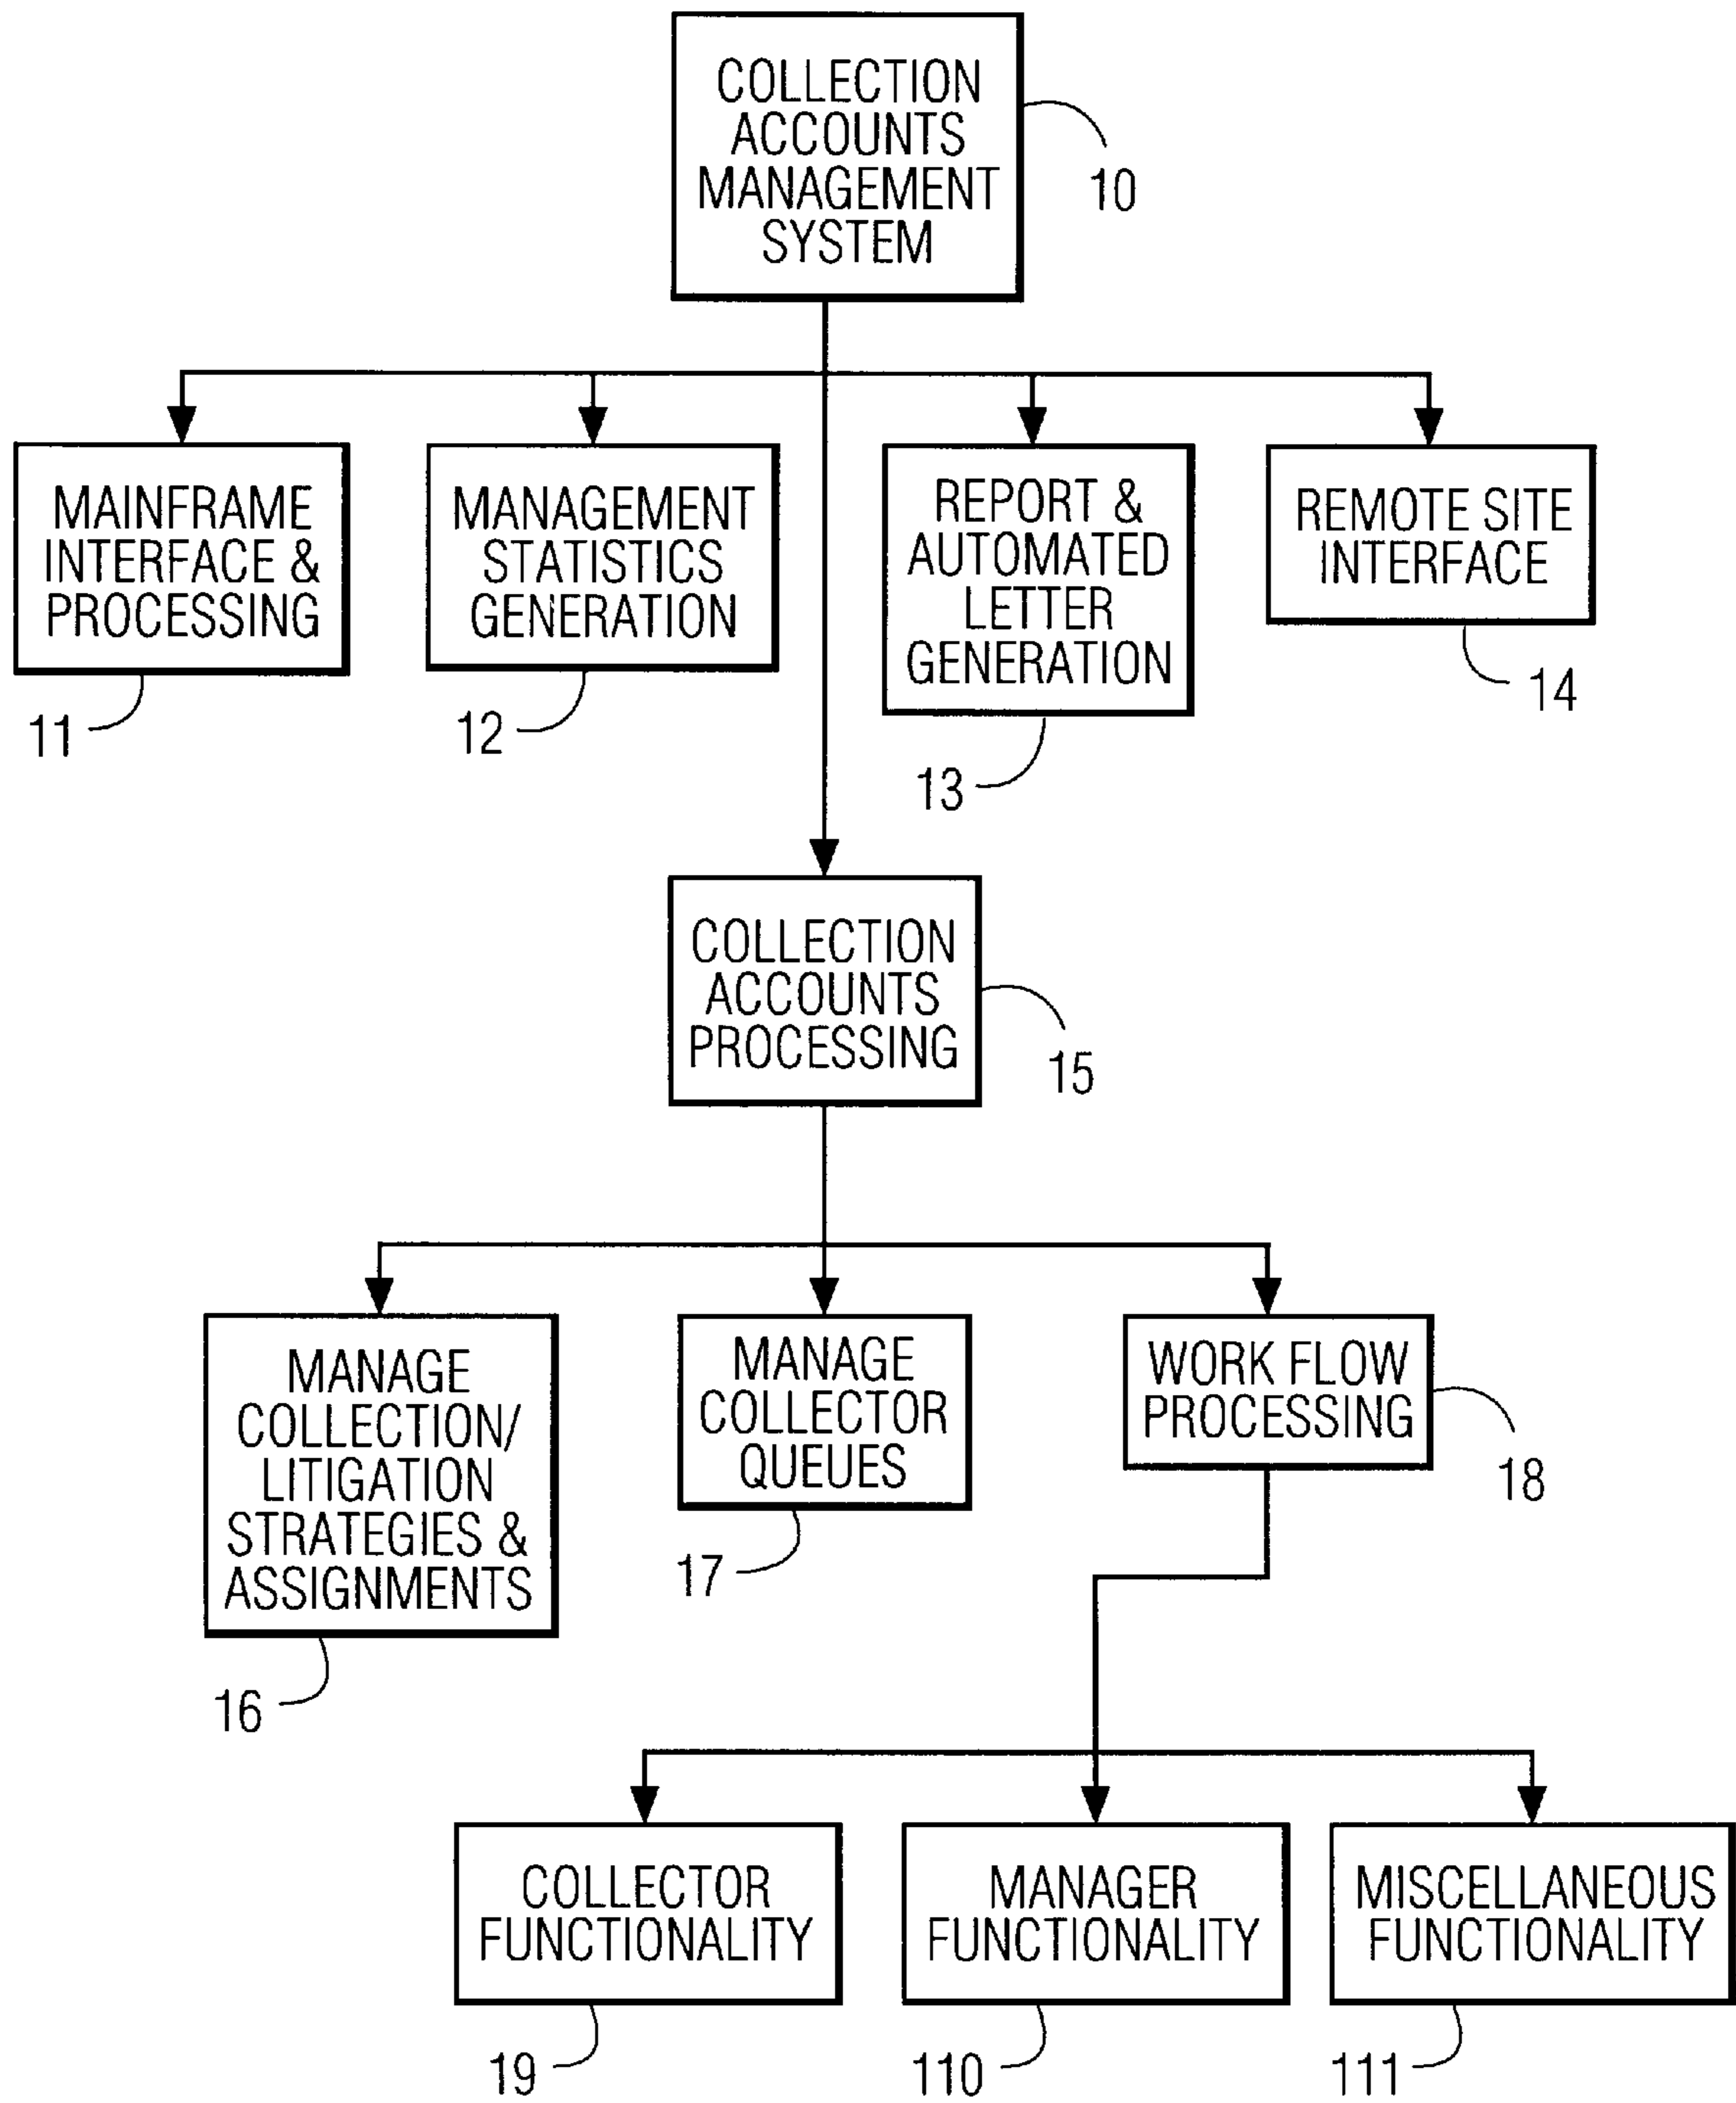 COLLECTION
ACCOUNTS
MANAGEMENT
SYSTEM
10
MAINFRAME
INTERFACE &
PROCESSING
11
MANAGEMENT
STATISTICS
GENERATION
12
REPORT &
AUTOMATED
LETTER
GENERATION
13
REMOTE SITE
INTERFACE
14
COLLECTION
ACCOUNTS
PROCESSING
15
MANAGE
COLLECTION/
LITIGATION
STRATEGIES &
ASSIGNMENTS
16
MANAGE
COLLECTOR
QUEUES
17
WORK FLOW
PROCESSING
18
COLLECTOR
FUNCTIONALITY
19
MANAGER
FUNCTIONALITY
110
MISCELLANEOUS
FUNCTIONALITY
111